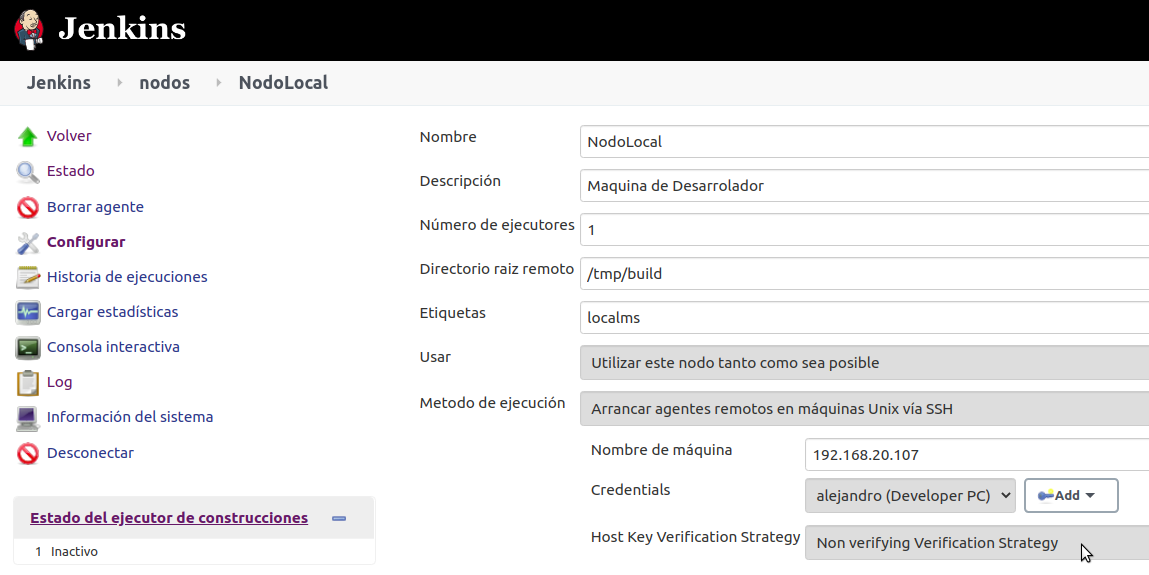 Jenkins
Jenkins nodos NodoLocal
Volver
Estado
Borrar agente
Configurar
Historia de ejecuciones
Cargar estadísticas
Consola interactiva
Log
Información del sistema
Desconectar
Estado del ejecutor de construcciones
1 Inactivo
Nombre NodoLocal
Descripción Maquina de Desarrolador
Número de ejecutores 1
Directorio raiz remoto /tmp/build
Etiquetas localms
Usar Utilizar este nodo tanto como sea posible
Metodo de ejecución Arrancar agentes remotos en máquinas Unix vía SSH
Nombre de máquina 192.168.20.107
Credentials alejandro (Developer PC) Add
Host Key Verification Strategy Non verifying Verification Strategy